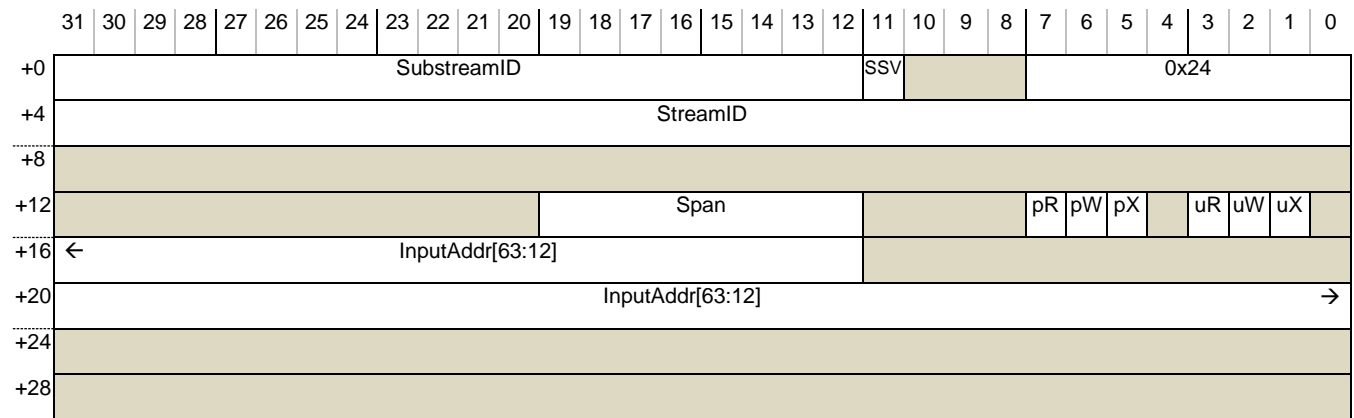 31 30 29 28 27 26 25 24 23 22 21 20 19 18 17 16 15 14 13 12 11 10 9 8 7 6 5 4 3 2 1 0
+0 SubstreamID SSV 0x24
+4 StreamID
+8
+12 Span pR pW pX uR uW uX
+16 ← InputAddr[63:12]
+20 InputAddr[63:12] →
+24
+28